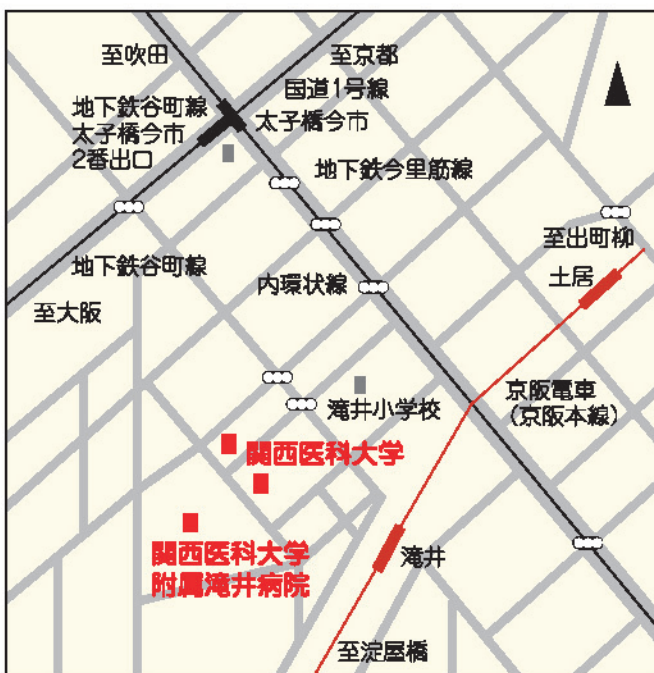 至吹田
至京都
国道1号線
地下鉄谷町線
太子橋今市
2番出口
太子橋今市
地下鉄今里筋線
至出町柳
地下鉄谷町線
土居
内環状線
至大阪
京阪電車
(京阪本線)
滝井小学校
関西医科大学
関西医科大学
附属滝井病院
滝井
至淀屋橋